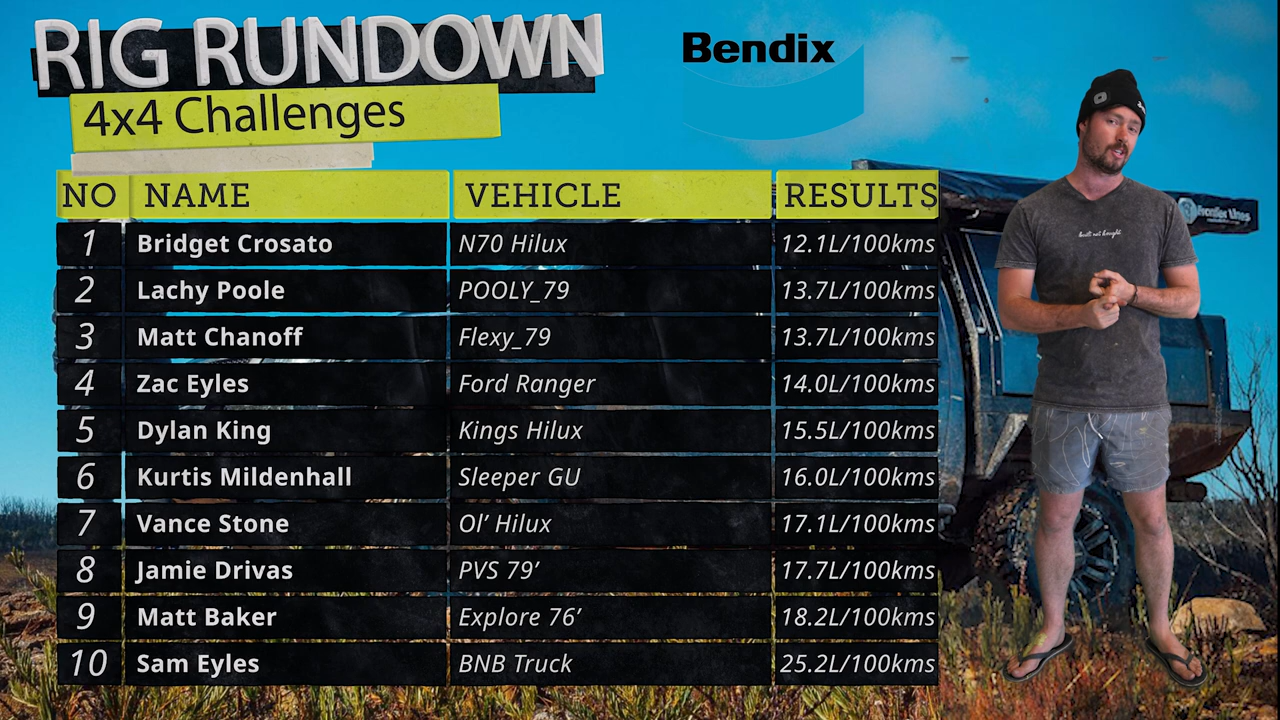 RIG RUNDOWN
4x4 Challenges
Bendix
NO NAME VEHICLE RESULTS
1 Bridget Crosato N70 Hilux 12.1L/100kms
2 Lachy Poole POOLY_79 13.7L/100kms
3 Matt Chanoff Flexy_79 13.7L/100kms
4 Zac Eyles Ford Ranger 14.0L/100kms
5 Dylan King Kings Hilux 15.5L/100kms
6 Kurtis Mildenhall Sleeper GU 16.0L/100kms
7 Vance Stone Ol’ Hilux 17.1L/100kms
8 Jamie Drivas PVS 79’ 17.7L/100kms
9 Matt Baker Explore 76’ 18.2L/100kms
10 Sam Eyles BNB Truck 25.2L/100kms
built not bought